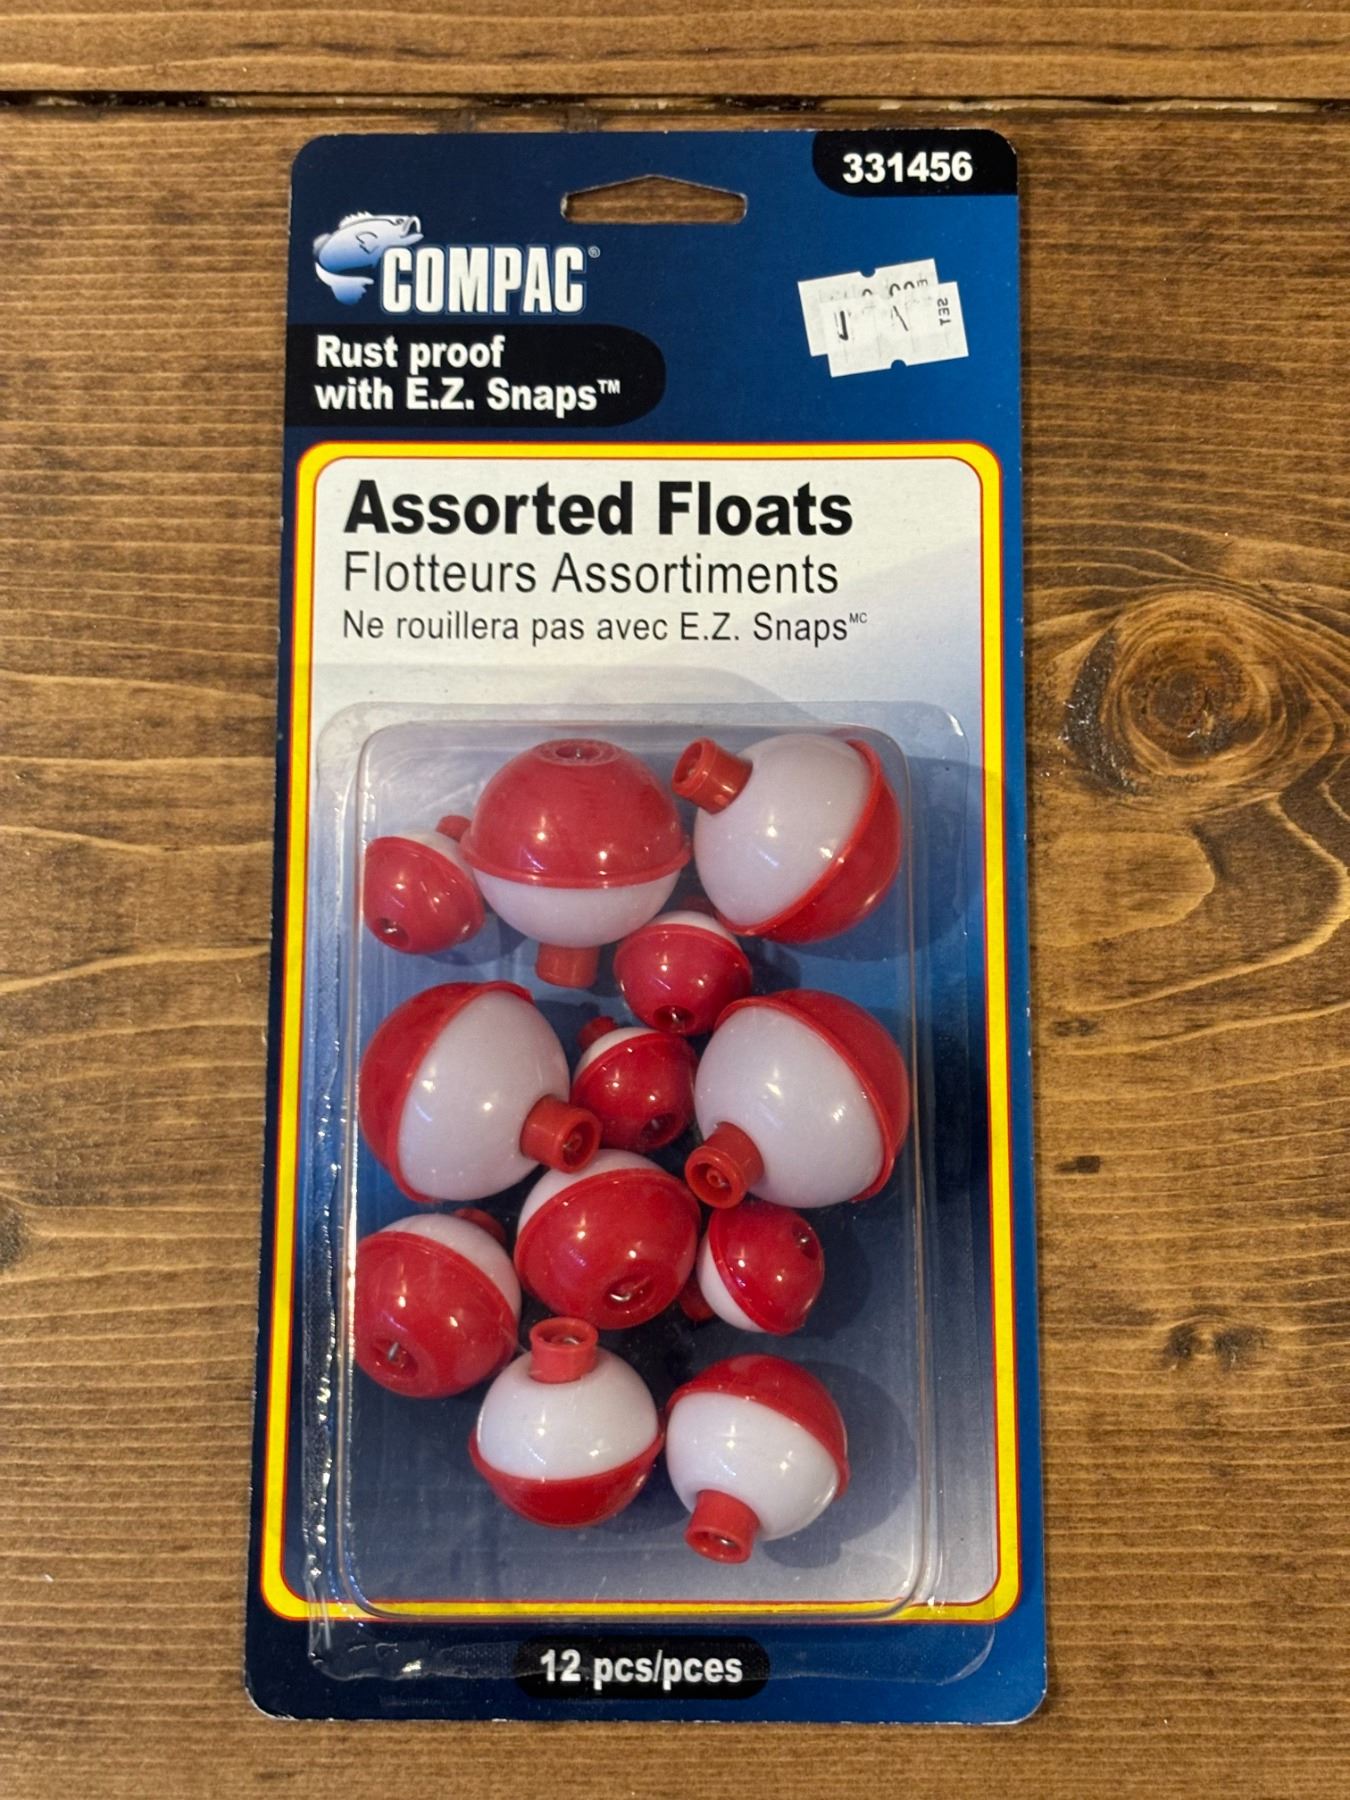 331456
COMPAC®
Rust proof
with E.Z. Snaps™
Assorted Floats
Flotteurs Assortiments
Ne rouillera pas avec E.Z. Snaps MC
12 pcs/pces